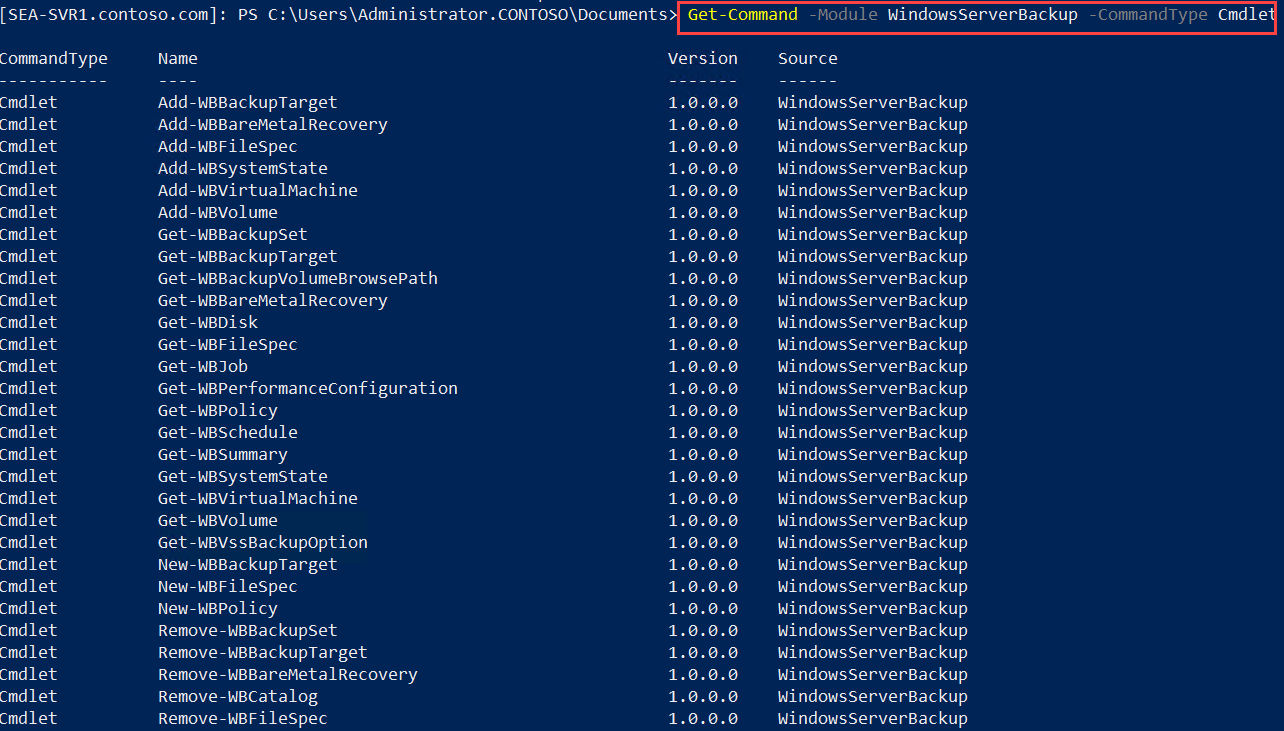 [SEA-SVR1.contoso.com]: PS C:\Users\Administrator.CONTOSO\Documents> Get-Command -Module WindowsServerBackup -CommandType Cmdlet
CommandType Name Version Source
----------- ---- ------- ------
Cmdlet Add-WBBackupTarget 1.0.0.0 WindowsServerBackup
Cmdlet Add-WBBareMetalRecovery 1.0.0.0 WindowsServerBackup
Cmdlet Add-WBFileSpec 1.0.0.0 WindowsServerBackup
Cmdlet Add-WBSystemState 1.0.0.0 WindowsServerBackup
Cmdlet Add-WBVirtualMachine 1.0.0.0 WindowsServerBackup
Cmdlet Add-WBVolume 1.0.0.0 WindowsServerBackup
Cmdlet Get-WBBackupSet 1.0.0.0 WindowsServerBackup
Cmdlet Get-WBBackupTarget 1.0.0.0 WindowsServerBackup
Cmdlet Get-WBBackupVolumeBrowsePath 1.0.0.0 WindowsServerBackup
Cmdlet Get-WBBareMetalRecovery 1.0.0.0 WindowsServerBackup
Cmdlet Get-WBDisk 1.0.0.0 WindowsServerBackup
Cmdlet Get-WBFileSpec 1.0.0.0 WindowsServerBackup
Cmdlet Get-WBJob 1.0.0.0 WindowsServerBackup
Cmdlet Get-WBPerformanceConfiguration 1.0.0.0 WindowsServerBackup
Cmdlet Get-WBPolicy 1.0.0.0 WindowsServerBackup
Cmdlet Get-WBSchedule 1.0.0.0 WindowsServerBackup
Cmdlet Get-WBSummary 1.0.0.0 WindowsServerBackup
Cmdlet Get-WBSystemState 1.0.0.0 WindowsServerBackup
Cmdlet Get-WBVirtualMachine 1.0.0.0 WindowsServerBackup
Cmdlet Get-WBVolume 1.0.0.0 WindowsServerBackup
Cmdlet Get-WBVssBackupOption 1.0.0.0 WindowsServerBackup
Cmdlet New-WBBackupTarget 1.0.0.0 WindowsServerBackup
Cmdlet New-WBFileSpec 1.0.0.0 WindowsServerBackup
Cmdlet New-WBPolicy 1.0.0.0 WindowsServerBackup
Cmdlet Remove-WBBackupSet 1.0.0.0 WindowsServerBackup
Cmdlet Remove-WBBackupTarget 1.0.0.0 WindowsServerBackup
Cmdlet Remove-WBBareMetalRecovery 1.0.0.0 WindowsServerBackup
Cmdlet Remove-WBCatalog 1.0.0.0 WindowsServerBackup
Cmdlet Remove-WBFileSpec 1.0.0.0 WindowsServerBackup